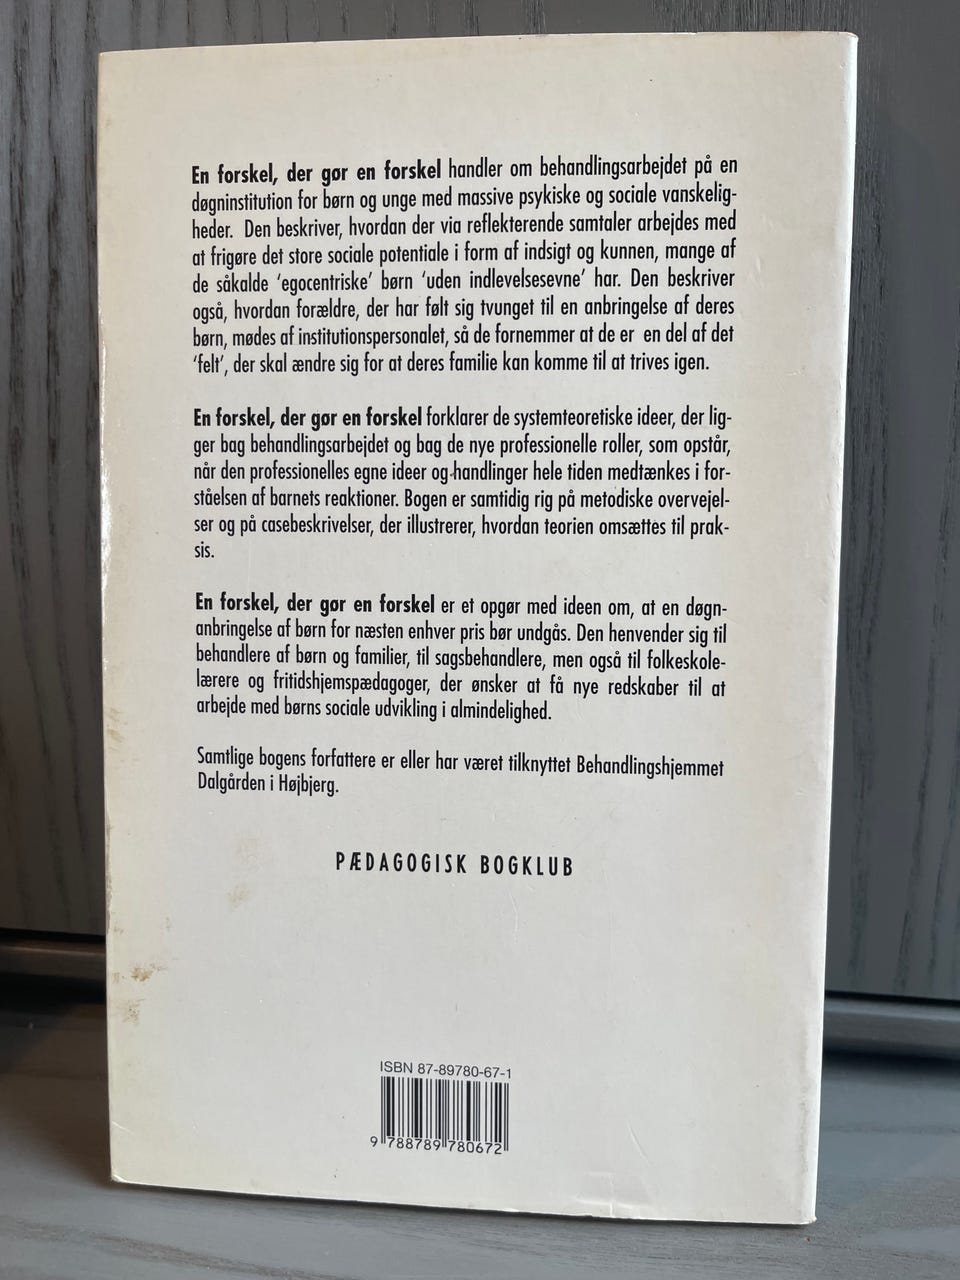 En forskel, der gør en forskel handler om behandlingsarbejdet på en
døgninstitution for børn og unge med massive psykiske og sociale vanskelig-
heder. Den beskriver, hvordan der via reflekterende samtaler arbejdes med
at frigøre det store sociale potentiale i form af indsigt og kunnen, mange af
de såkaldte 'egocentriske' børn 'uden indlevelsesevne' har. Den beskriver
også, hvordan forældre, der har følt sig tvunget til en anbringelse af deres
børn, mødes af institutionspersonalet, så de fornemmer at de er en del af det
'felt', der skal ændre sig for at deres familie kan komme til at trives igen.
En forskel, der gør en forskel forklarer de systemteoretiske ideer, der lig-
ger bag behandlingsarbejdet og bag de nye professionelle roller, som opstår,
når den professionelles egne ideer og handlinger hele tiden medtænkes i for-
ståelsen af barnets reaktioner. Bogen er samtidig rig på metodiske overvejel-
ser og på casebeskrivelser, der illustrerer, hvordan teorien omsættes til prak-
sis.
En forskel, der gør en forskel er et opgør med ideen om, at en døgn-
anbringelse af børn for næsten enhver pris bør undgås. Den henvender sig til
behandlere af børn og familier, til sagsbehandlere, men også til folkeskole-
lærere og fritidshjemspædagoger, der ønsker at få nye redskaber til at
arbejde med børns sociale udvikling i almindelighed.
Samtlige bogens forfattere er eller har været tilknyttet Behandlingshjemmet
Dalgården i Højbjerg.
PÆDAGOGISK BOGKLUB
ISBN 87-89780-67-1
9 788789 780672